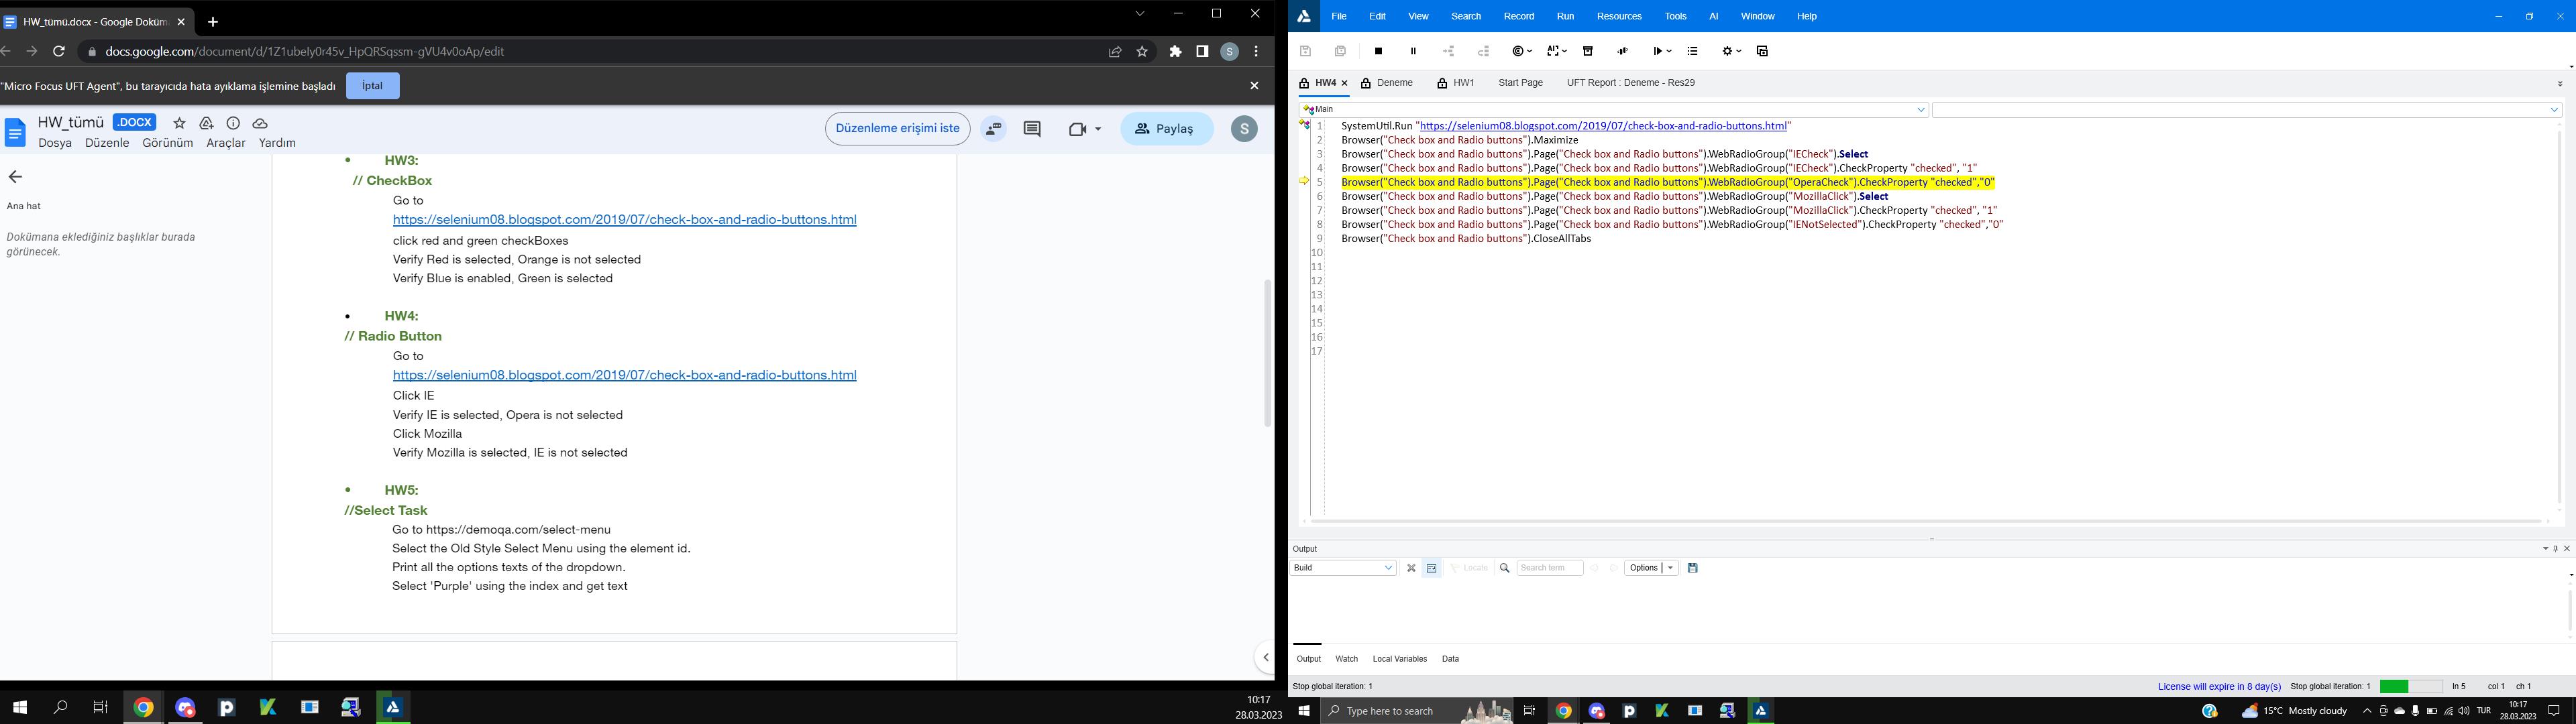 HW_tümü.docx - Google Doküm
docs.google.com/document/d/1Z1ubeIy0r45v_HpQRSqssm-gVU4v0oAp/edit
S
"Micro Focus UFT Agent", bu tarayıcıda hata ayıklama işlemine başladı
İptal
HW_tümü .DOCX
Dosya Düzenle Görünüm Araçlar Yardım
Düzenleme erişimi iste
Paylaş
S
Ana hat
Dokümana eklediğiniz başlıklar burada
görünecek.
• HW3:
// CheckBox
Go to
https://selenium08.blogspot.com/2019/07/check-box-and-radio-buttons.html
click red and green checkBoxes
Verify Red is selected, Orange is not selected
Verify Blue is enabled, Green is selected
• HW4:
// Radio Button
Go to
https://selenium08.blogspot.com/2019/07/check-box-and-radio-buttons.html
Click IE
Verify IE is selected, Opera is not selected
Click Mozilla
Verify Mozilla is selected, IE is not selected
• HW5:
//Select Task
Go to https://demoqa.com/select-menu
Select the Old Style Select Menu using the element id.
Print all the options texts of the dropdown.
Select 'Purple' using the index and get text
10:17
28.03.2023
File Edit View Search Record Run Resources Tools AI Window Help
HW4 Deneme HW1 Start Page UFT Report : Deneme - Res29
Main
1 SystemUtil.Run "https://selenium08.blogspot.com/2019/07/check-box-and-radio-buttons.html"
2 Browser("Check box and Radio buttons").Maximize
3 Browser("Check box and Radio buttons").Page("Check box and Radio buttons").WebRadioGroup("IECheck").Select
4 Browser("Check box and Radio buttons").Page("Check box and Radio buttons").WebRadioGroup("IECheck").CheckProperty "checked", "1"
5 Browser("Check box and Radio buttons").Page("Check box and Radio buttons").WebRadioGroup("OperaCheck").CheckProperty "checked","0"
6 Browser("Check box and Radio buttons").Page("Check box and Radio buttons").WebRadioGroup("MozillaClick").Select
7 Browser("Check box and Radio buttons").Page("Check box and Radio buttons").WebRadioGroup("MozillaClick").CheckProperty "checked", "1"
8 Browser("Check box and Radio buttons").Page("Check box and Radio buttons").WebRadioGroup("IENotSelected").CheckProperty "checked","0"
9 Browser("Check box and Radio buttons").CloseAllTabs
10
11
12
13
14
15
16
17
Output
Build Locate Search term Options
Output Watch Local Variables Data
Stop global iteration: 1
License will expire in 8 day(s) Stop global iteration: 1 ln 5 col 1 ch 1
Type here to search
15°C Mostly cloudy
TUR
10:17
28.03.2023